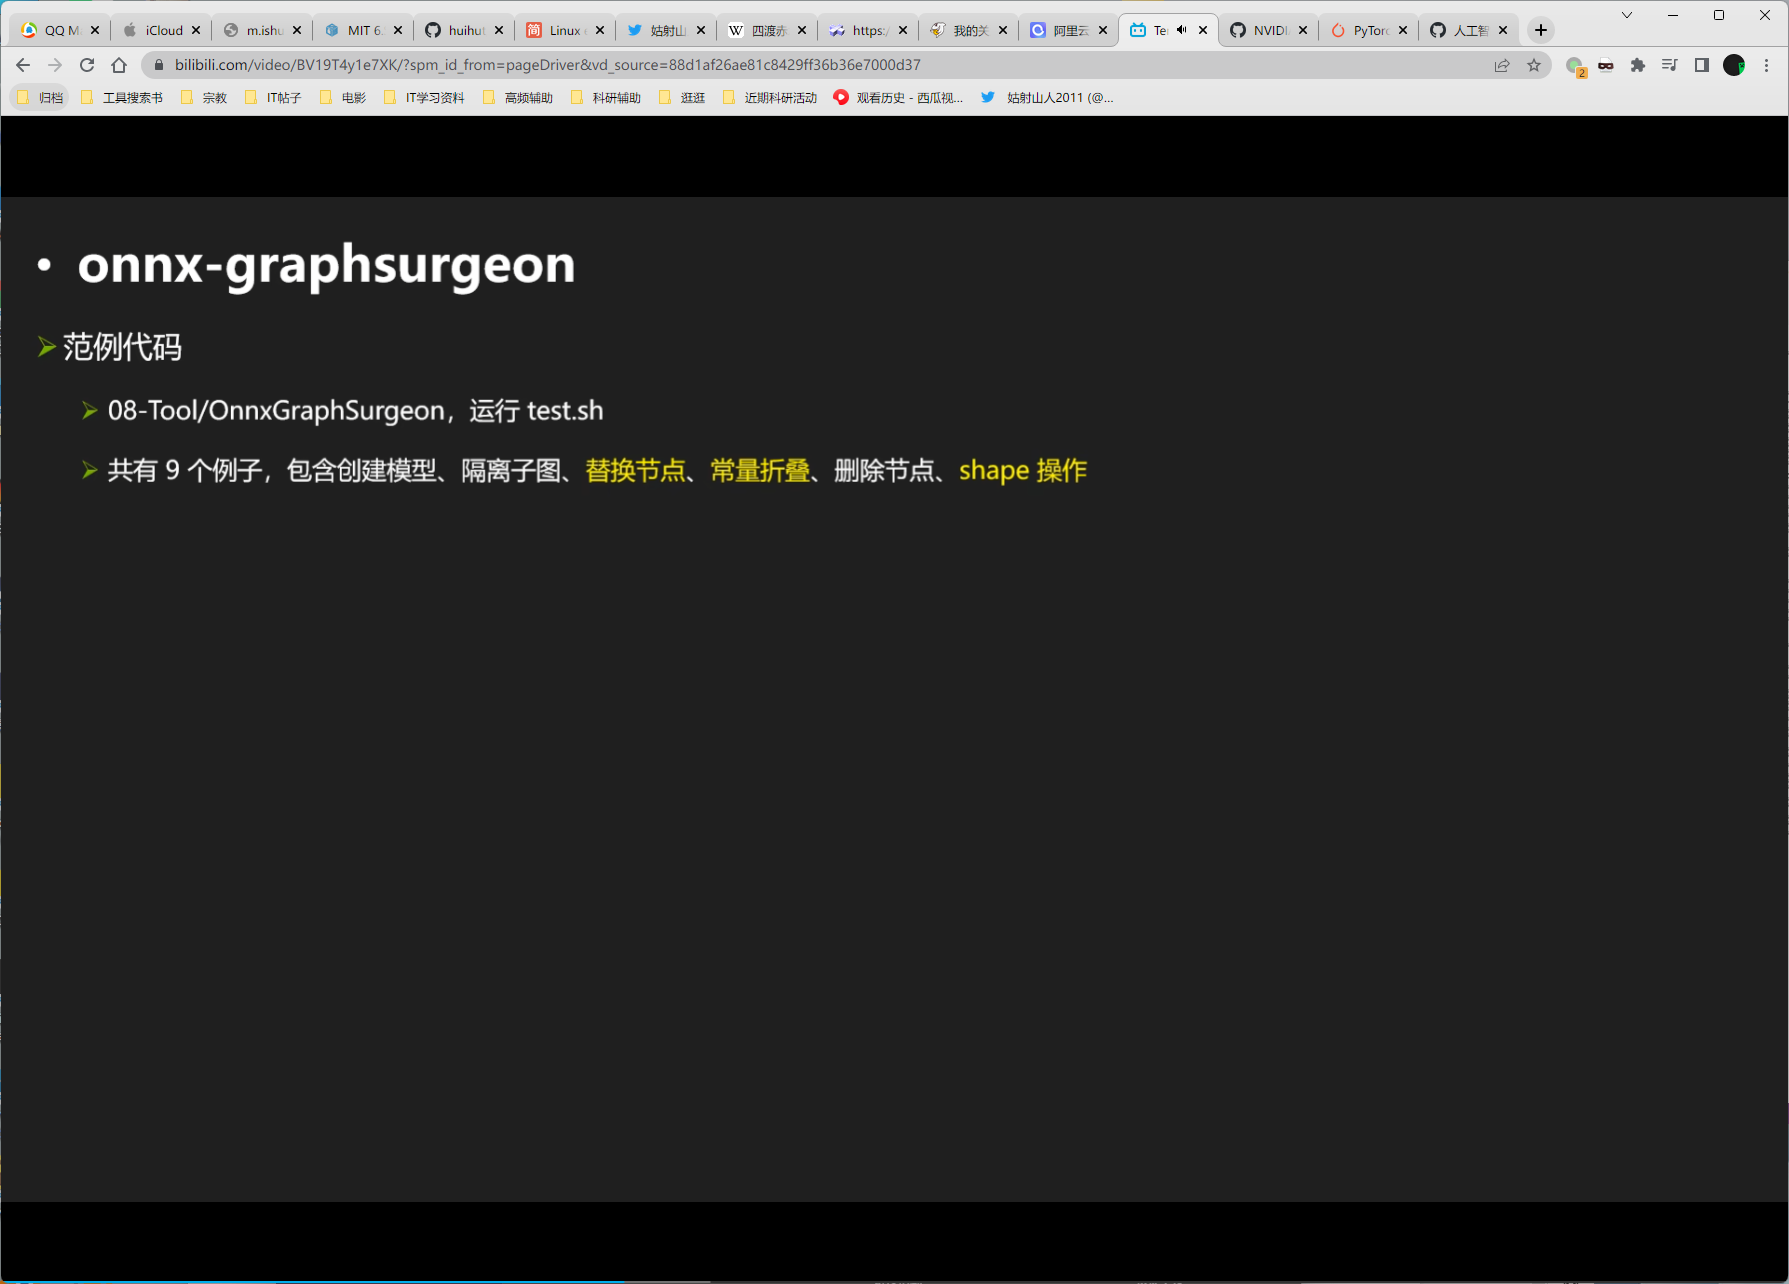 QQ M
iCloud
m.ishu
MIT 6.
huihut
Linux
姑射山
四渡赤
https:/
我的关
阿里云
Te
NVIDI
PyTorc
人工智
bilibili.com/video/BV19T4y1e7XK/?spm_id_from=pageDriver&vd_source=88d1af26ae81c8429ff36b36e7000d37
2
归档
工具搜索书
宗教
IT帖子
电影
IT学习资料
高频辅助
科研辅助
逛逛
近期科研活动
观看历史 - 西瓜视...
姑射山人2011 (@...
• onnx-graphsurgeon
范例代码
08-Tool/OnnxGraphSurgeon，运行 test.sh
共有 9 个例子，包含创建模型、隔离子图、替换节点、常量折叠、删除节点、shape 操作